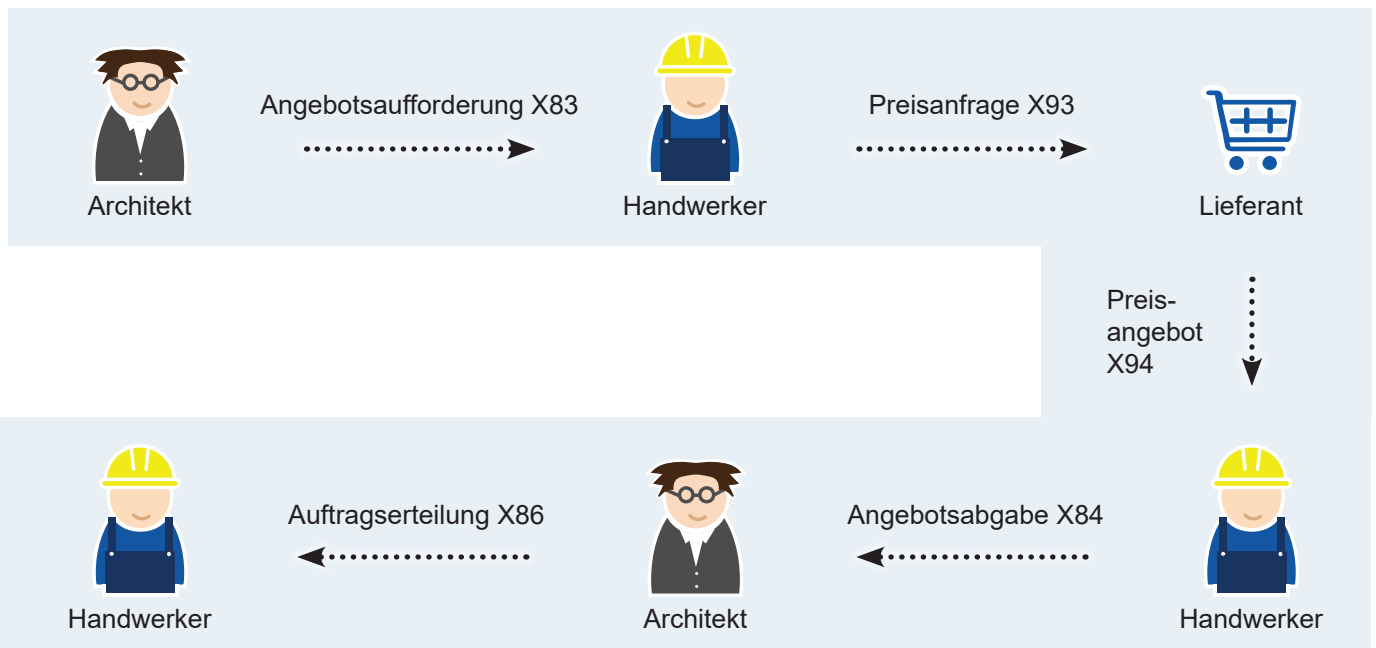 Angebotsaufforderung X83
Preisanfrage X93
Architekt
Handwerker
Lieferant
Preis-
angebot
X94
Auftragserteilung X86
Angebotsabgabe X84
Handwerker
Architekt
Handwerker